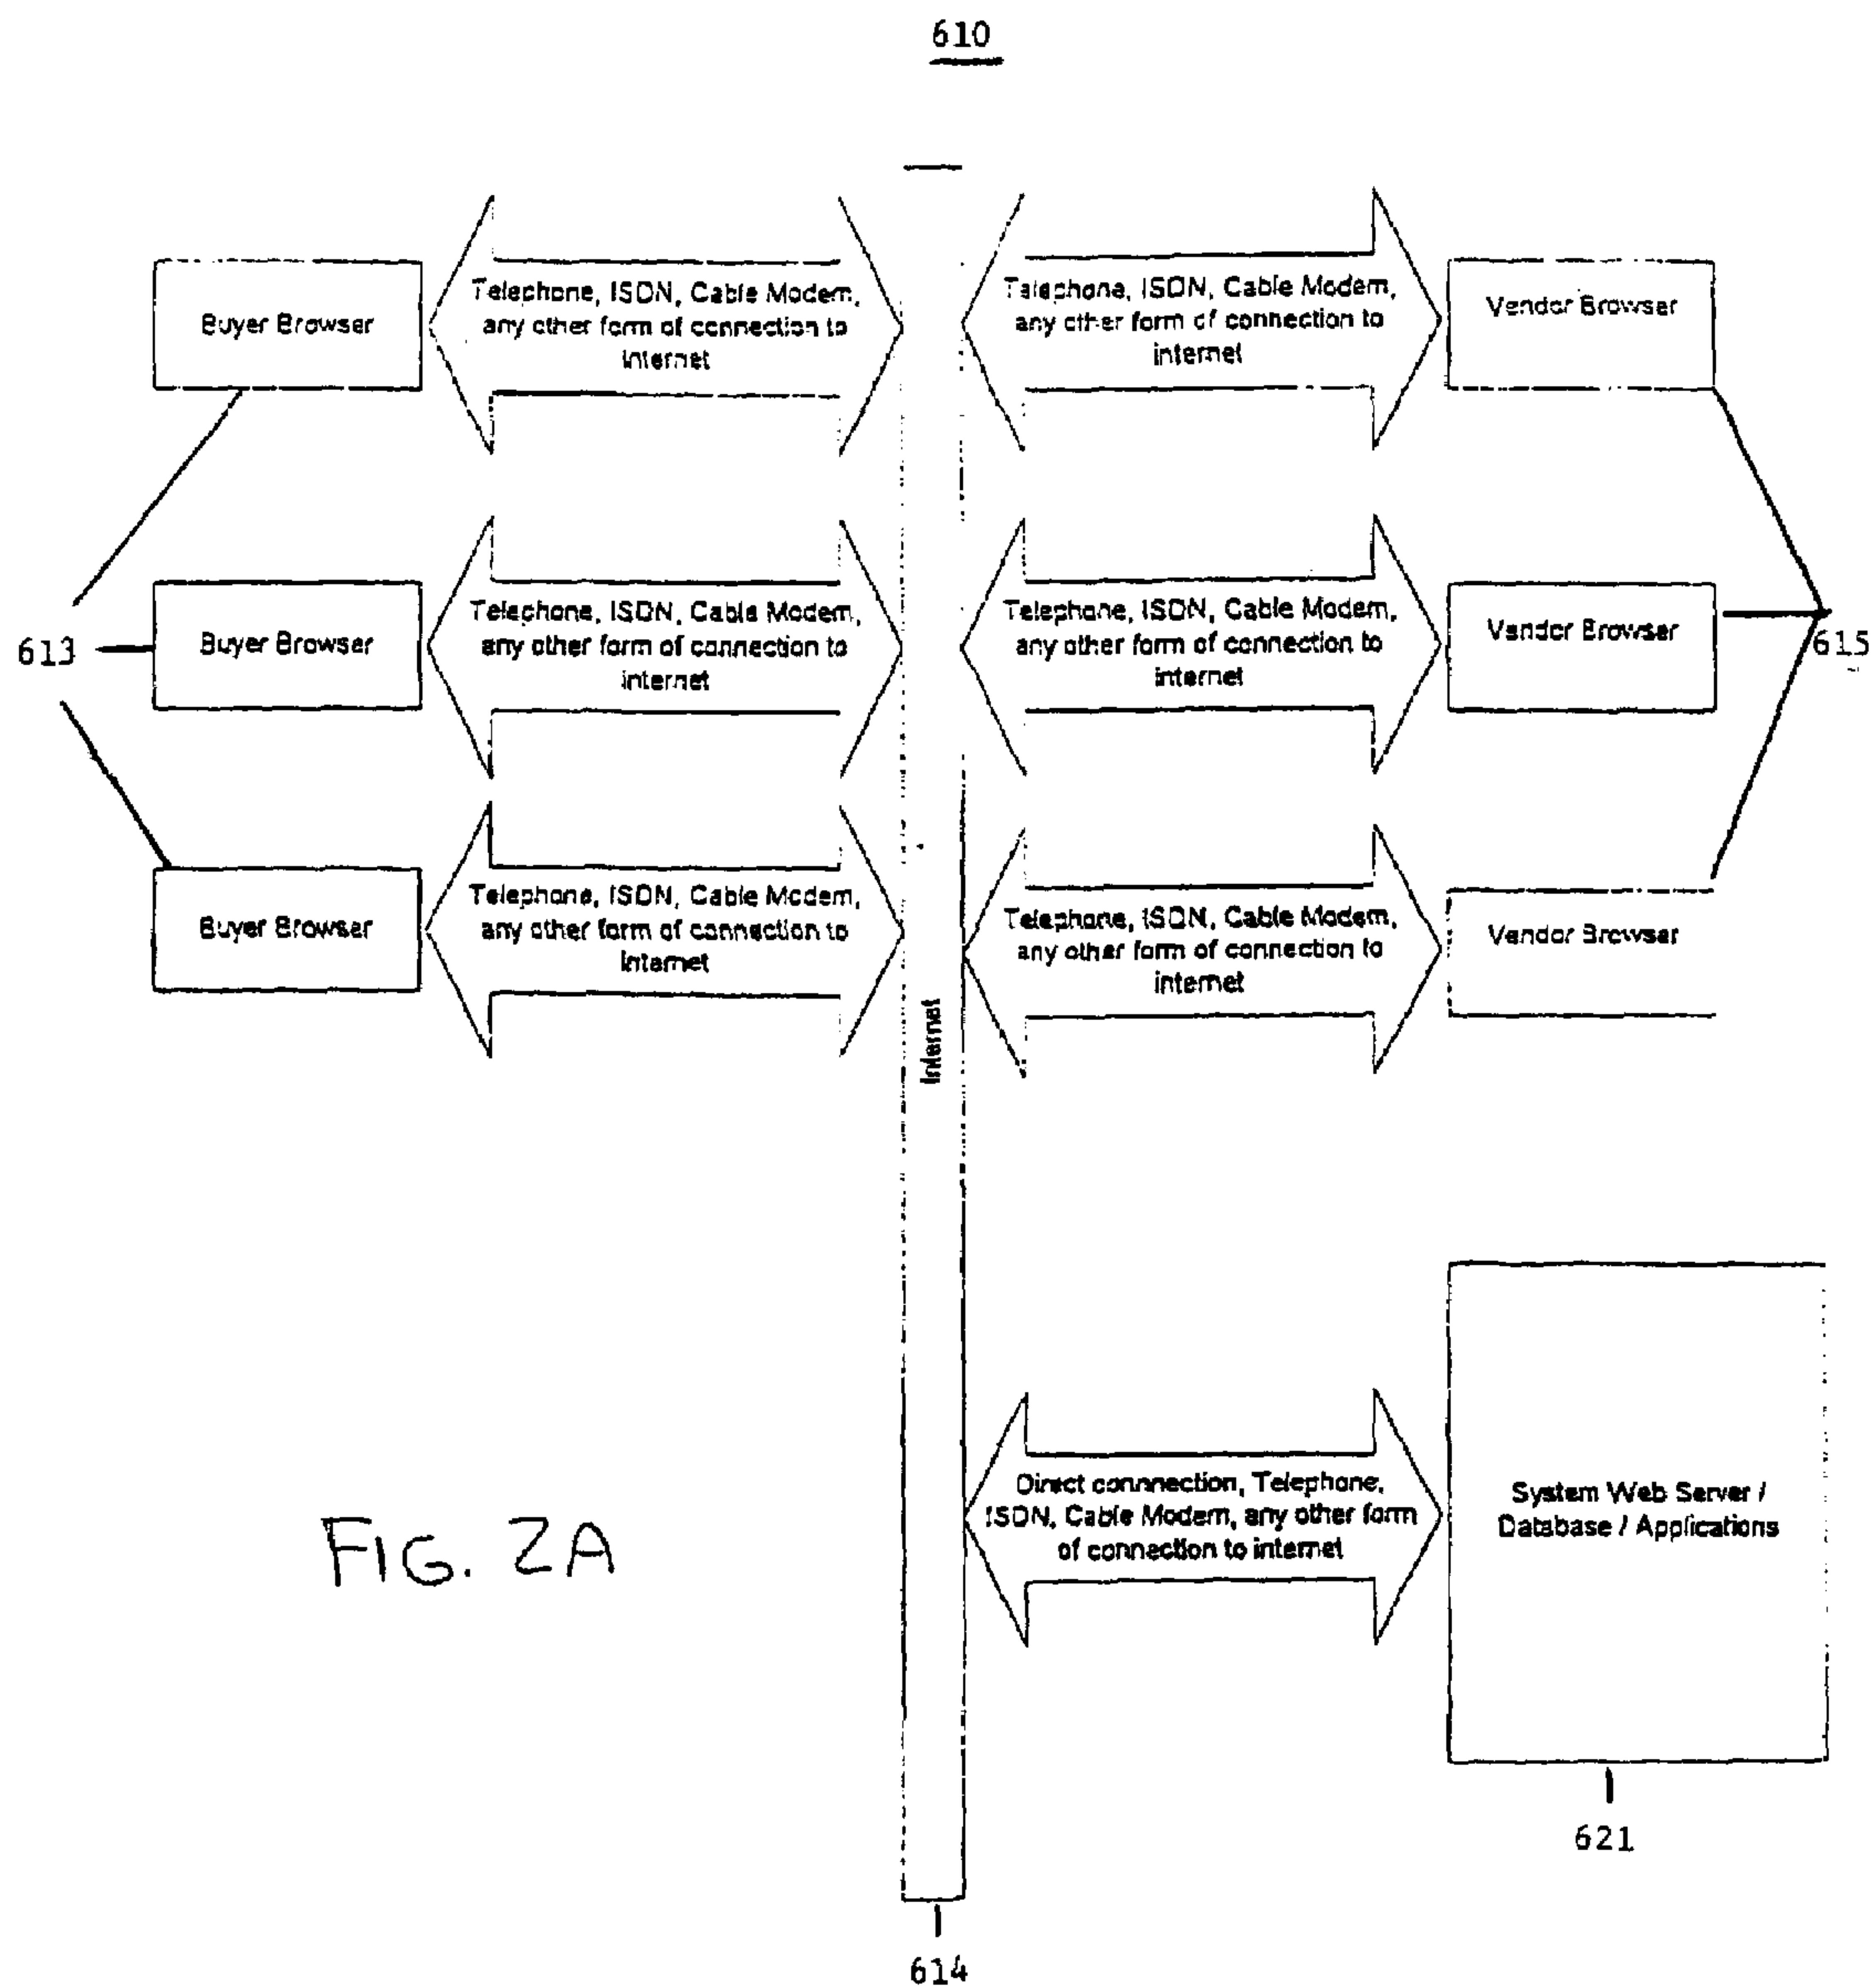 610
Buyer Browser
Telephone, ISDN, Cable Modem,
any other form of connection to
internet
Telephone, ISDN, Cable Modem,
any other form of connection to
internet
Vendor Browser
613
Buyer Browser
Telephone, ISDN, Cable Modem,
any other form of connection to
internet
Telephone, ISDN, Cable Modem,
any other form of connection to
internet
Vendor Browser
615
Buyer Browser
Telephone, ISDN, Cable Modem,
any other form of connection to
internet
Telephone, ISDN, Cable Modem,
any other form of connection to
internet
Vendor Browser
Internet
Direct connnection, Telephone,
ISDN, Cable Modem, any other form
of connection to internet
System Web Server /
Database / Applications
FIG. 2A
621
614